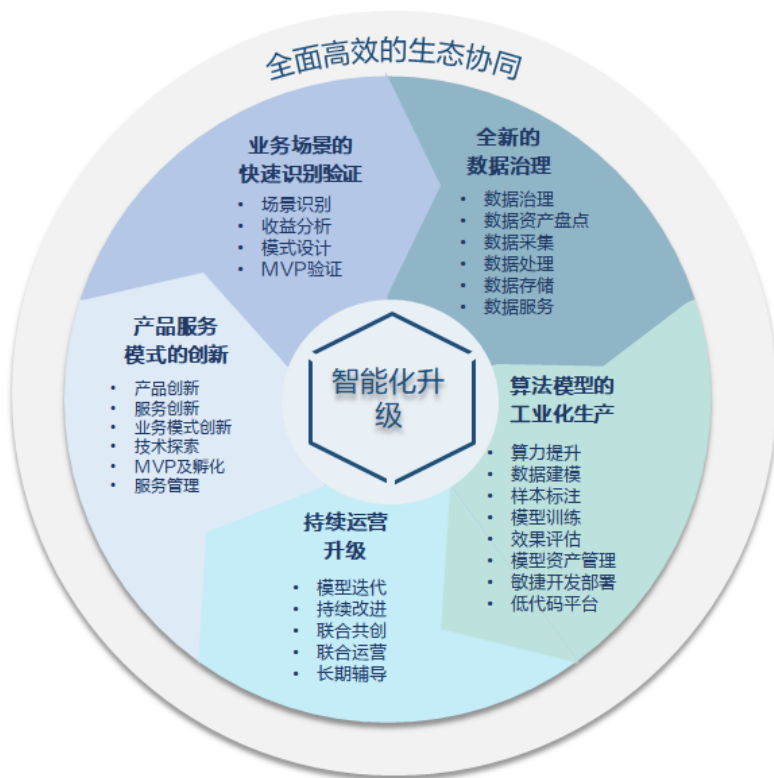 全面高效的生态协同
业务场景的
快速识别验证
• 场景识别
• 收益分析
• 模式设计
• MVP验证
全新的
数据治理
• 数据治理
• 数据资产盘点
• 数据采集
• 数据处理
• 数据存储
• 数据服务
产品服务
模式的创新
• 产品创新
• 服务创新
• 业务模式创新
• 技术探索
• MVP及孵化
• 服务管理
智能化升
级
算法模型的
工业化生产
• 算力提升
• 数据建模
• 样本标注
• 模型训练
• 效果评估
• 模型资产管理
• 敏捷开发部署
• 低代码平台
持续运营
升级
• 模型迭代
• 持续改进
• 联合共创
• 联合运营
• 长期辅导